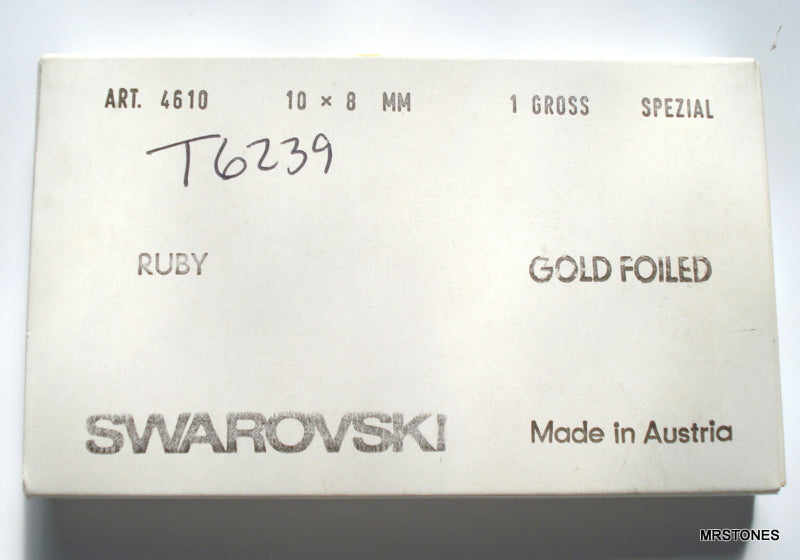 ART. 4610 10 × 8 MM 1 GROSS SPEZIAL
T6239
RUBY GOLD FOILED
SWAROVSKI Made in Austria
MRSTONES